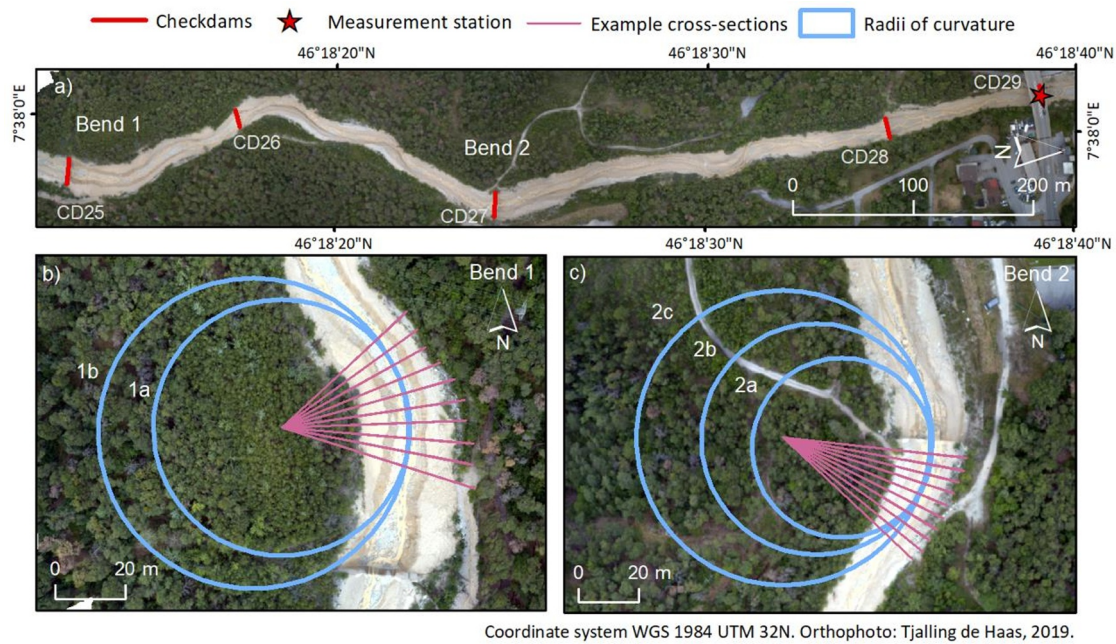 Checkdams
Measurement station
Example cross-sections
Radii of curvature
46°18'20"N
46°18'30"N
46°18'40"N
a)
CD29
7°38'0"E
Bend 1
CD26
Bend 2
CD28
7°38'0"E
N
CD25
CD27
0 100 200 m
46°18'20"N
46°18'30"N
46°18'40"N
b)
Bend 1
N
1b
1a
0 20 m
c)
Bend 2
N
2c
2b
2a
0 20 m
Coordinate system WGS 1984 UTM 32N. Orthophoto: Tjalling de Haas, 2019.